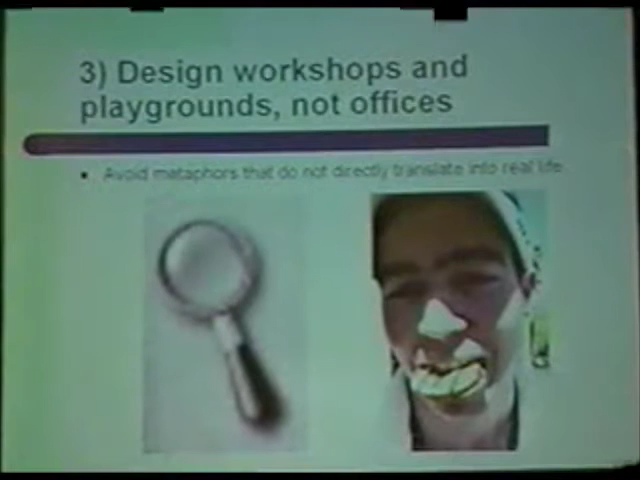 3) Design workshops and
playgrounds, not offices
Avoid metaphors that do not directly translate into real life